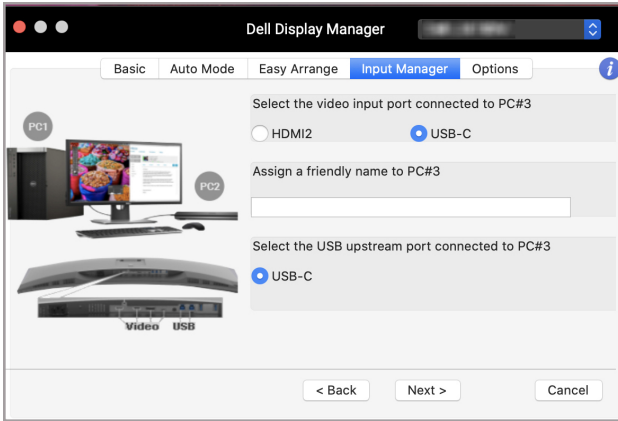 Dell Display Manager
Basic Auto Mode Easy Arrange Input Manager Options
i
Select the video input port connected to PC#3
HDMI2 USB-C
Assign a friendly name to PC#3
Select the USB upstream port connected to PC#3
USB-C
PC1
PC2
Video USB
< Back Next > Cancel